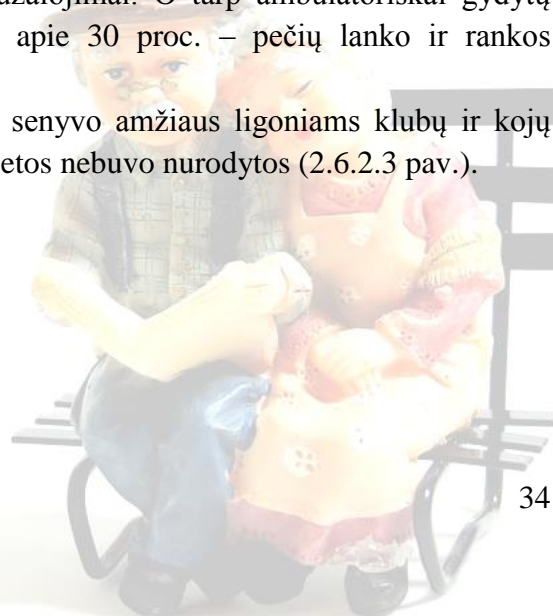 sužalojimai. O tarp ambulatoriškai gydytų
apie 30 proc. – pečių lanko ir rankos
senyvo amžiaus ligoniams klubų ir kojų
ietos nebuvo nurodytos (2.6.2.3 pav.).
34